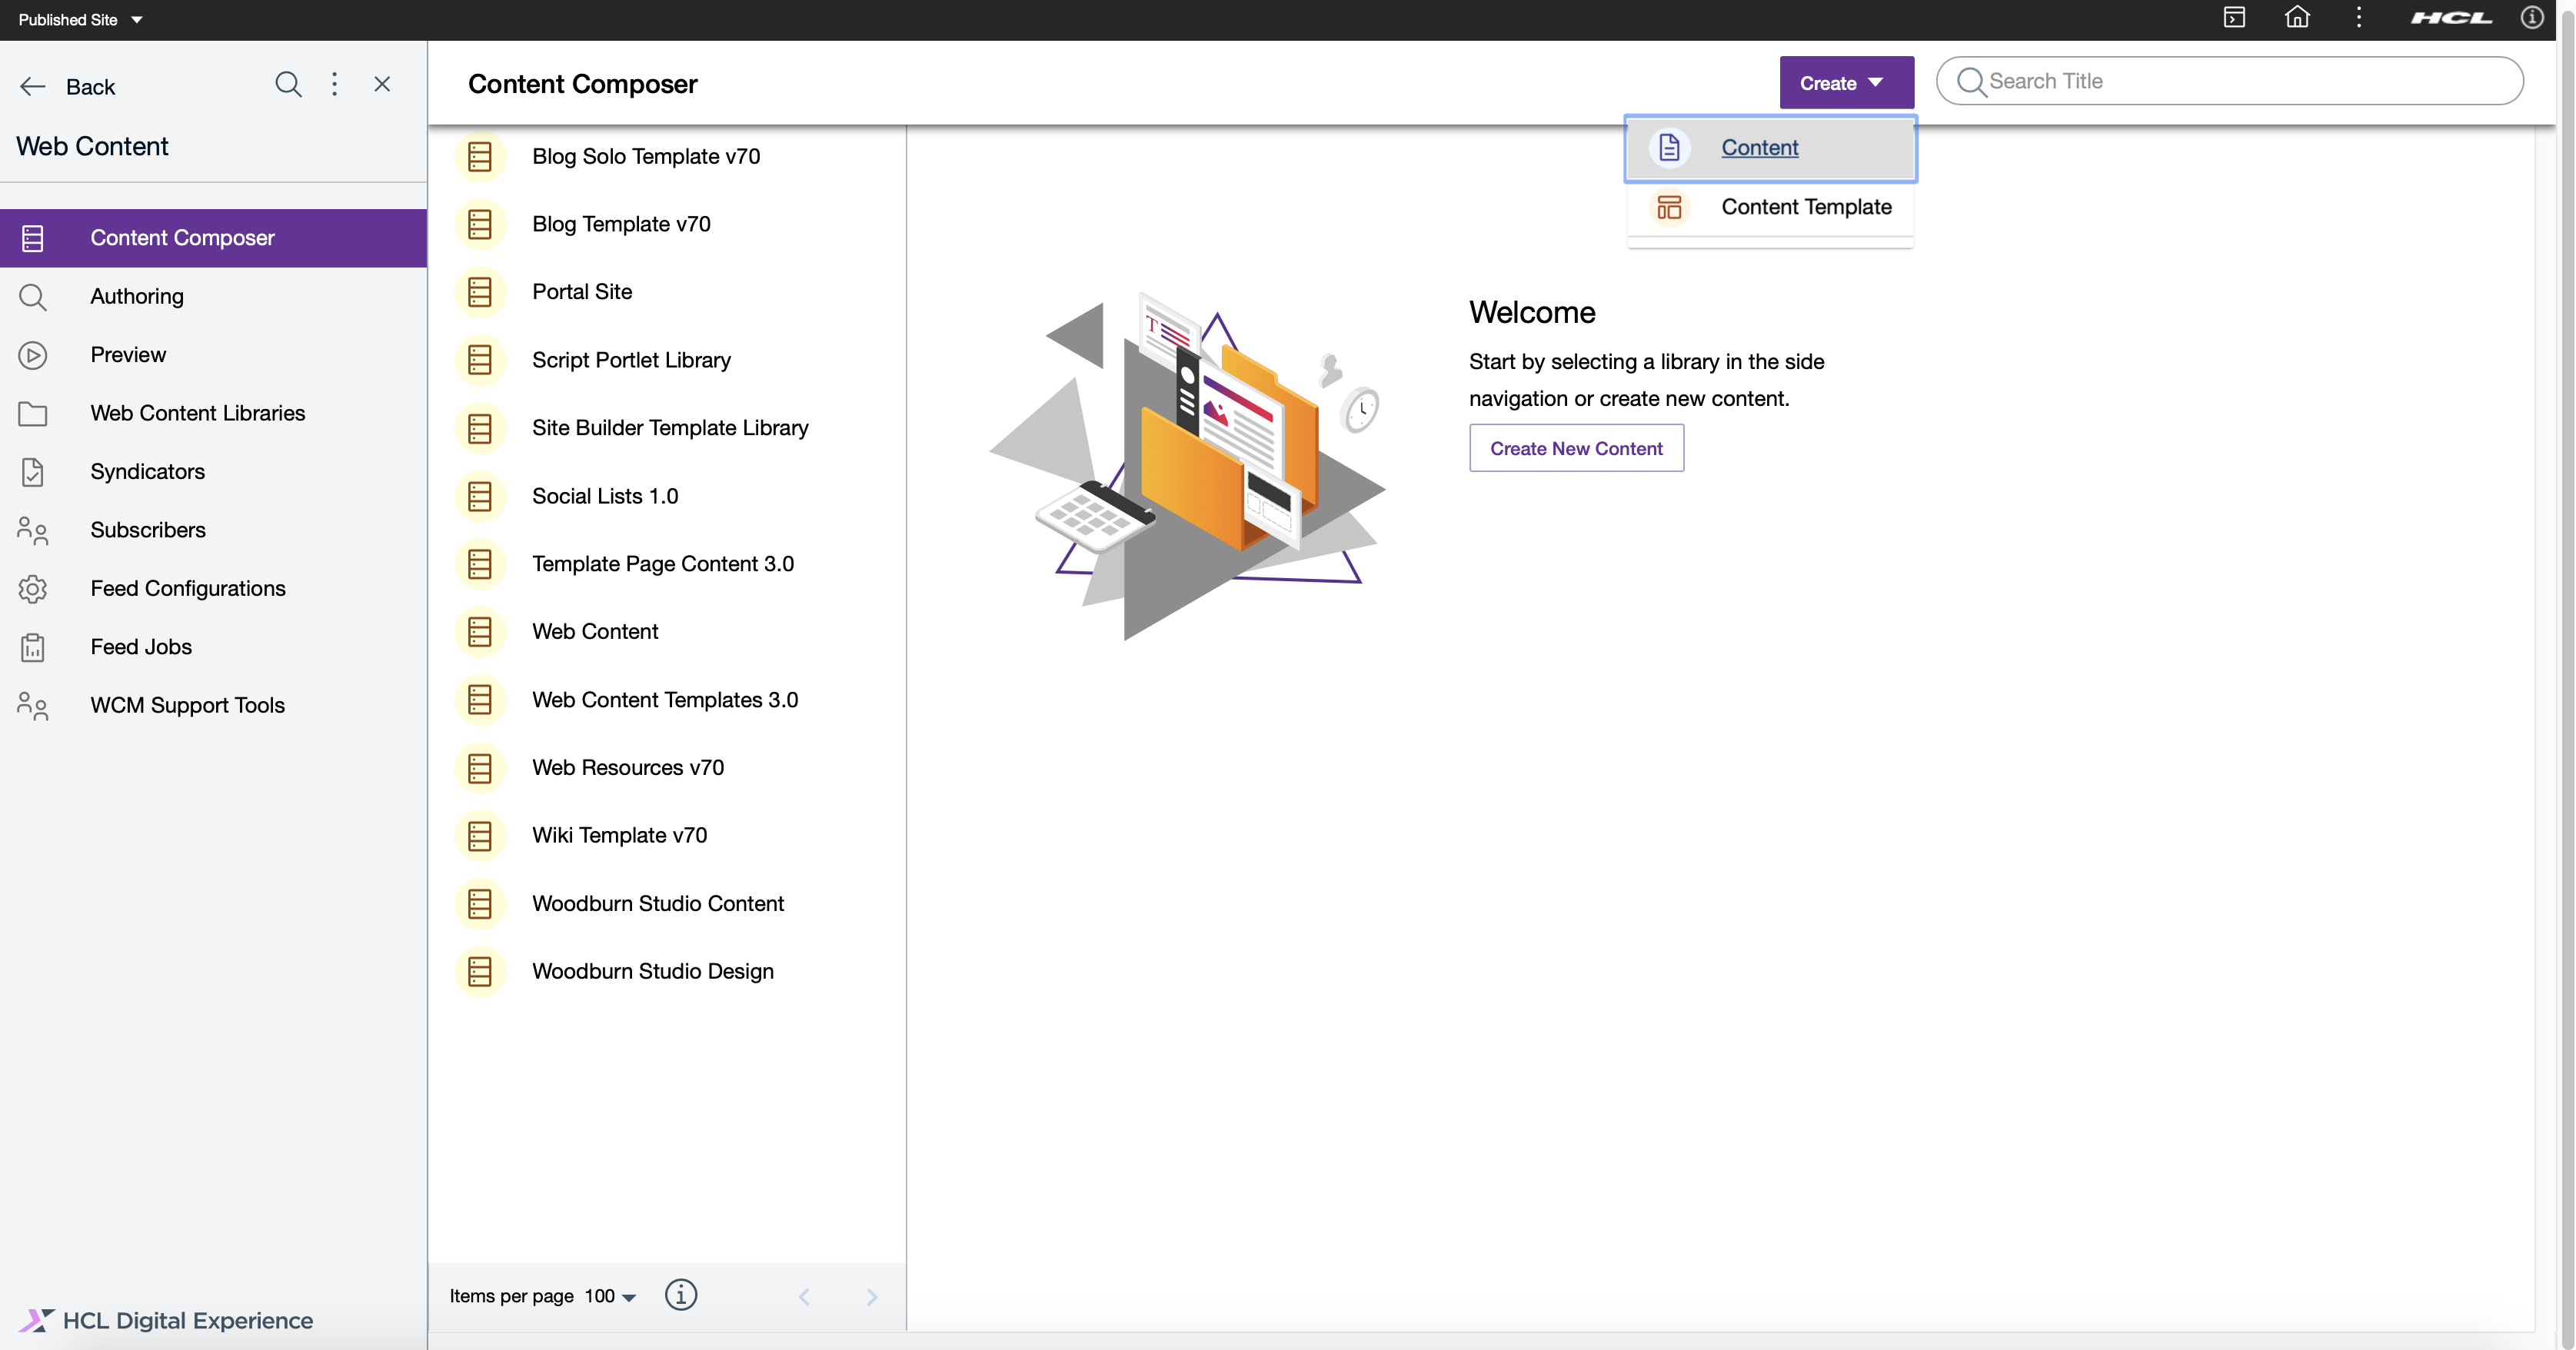 Published Site
HCL
Back
Web Content
Content Composer
Authoring
Preview
Web Content Libraries
Syndicators
Subscribers
Feed Configurations
Feed Jobs
WCM Support Tools
HCL Digital Experience
Content Composer
Create
Search Title
Content
Content Template
Blog Solo Template v70
Blog Template v70
Portal Site
Script Portlet Library
Site Builder Template Library
Social Lists 1.0
Template Page Content 3.0
Web Content
Web Content Templates 3.0
Web Resources v70
Wiki Template v70
Woodburn Studio Content
Woodburn Studio Design
Items per page 100
T
Welcome
Start by selecting a library in the side
navigation or create new content.
Create New Content